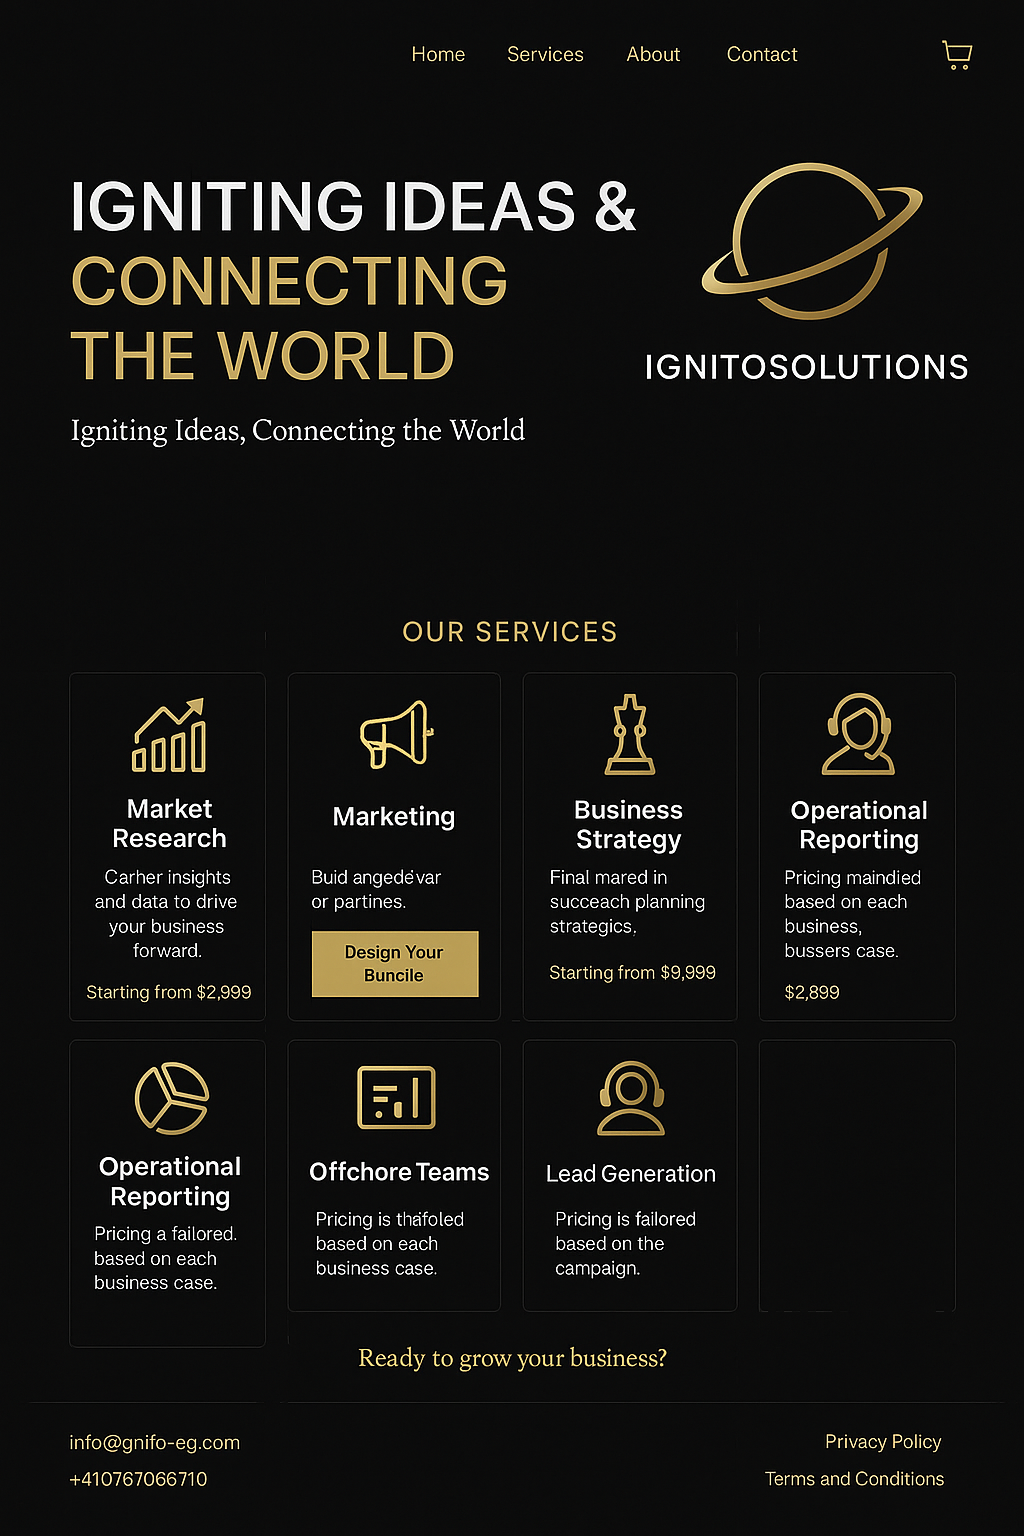 Home Services About Contact
IGNITING IDEAS &
CONNECTING
THE WORLD
Igniting Ideas, Connecting the World
IGNITOSOLUTIONS
OUR SERVICES
Market
Research
Carher insights
and data to drive
your business
forward.
Starting from $2,999
Marketing
Buid angede var
or partines.
Design Your
Buncile
Business
Strategy
Final mared in
succeach planning
strategics.
Starting from $9,999
Operational
Reporting
Pricing maindied
based on each
business,
bussers case.
$2,899
Operational
Reporting
Pricing a failored.
based on each
business case.
Offchore Teams
Pricing is
based on each
business case.
Lead Generation
Pricing is failored
based on the
campaign.
Ready to grow your business?
info@gnifo-eg.com
+410767066710
Privacy Policy
Terms and Conditions